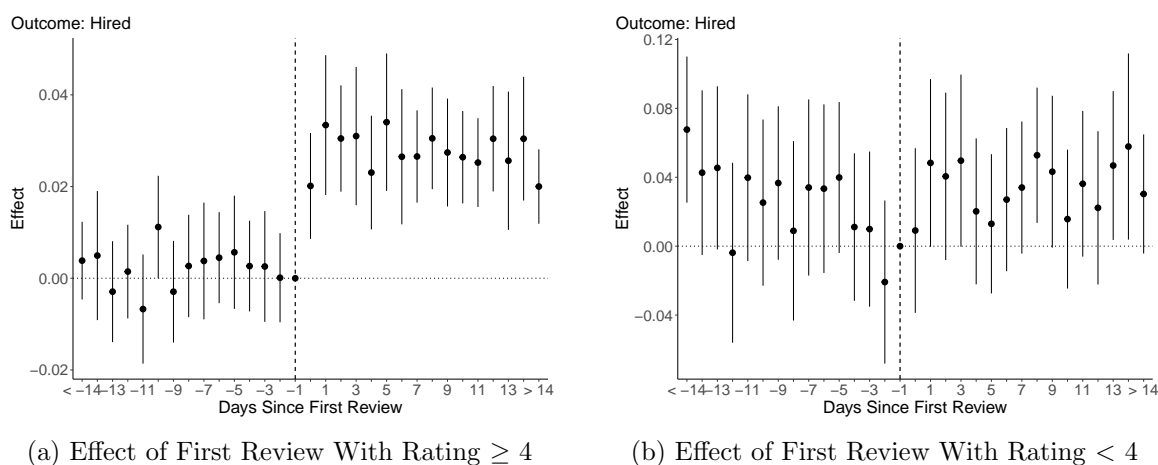 Outcome: Hired
0.04
0.02
0.00
−0.02
Effect
< −14 −13 −11 −9 −7 −5 −3 −1 1 3 5 7 9 11 13 > 14
Days Since First Review
(a) Effect of First Review With Rating ≥ 4
Outcome: Hired
0.12
0.08
0.04
0.00
−0.04
Effect
< −14 −13 −11 −9 −7 −5 −3 −1 1 3 5 7 9 11 13 > 14
Days Since First Review
(b) Effect of First Review With Rating < 4